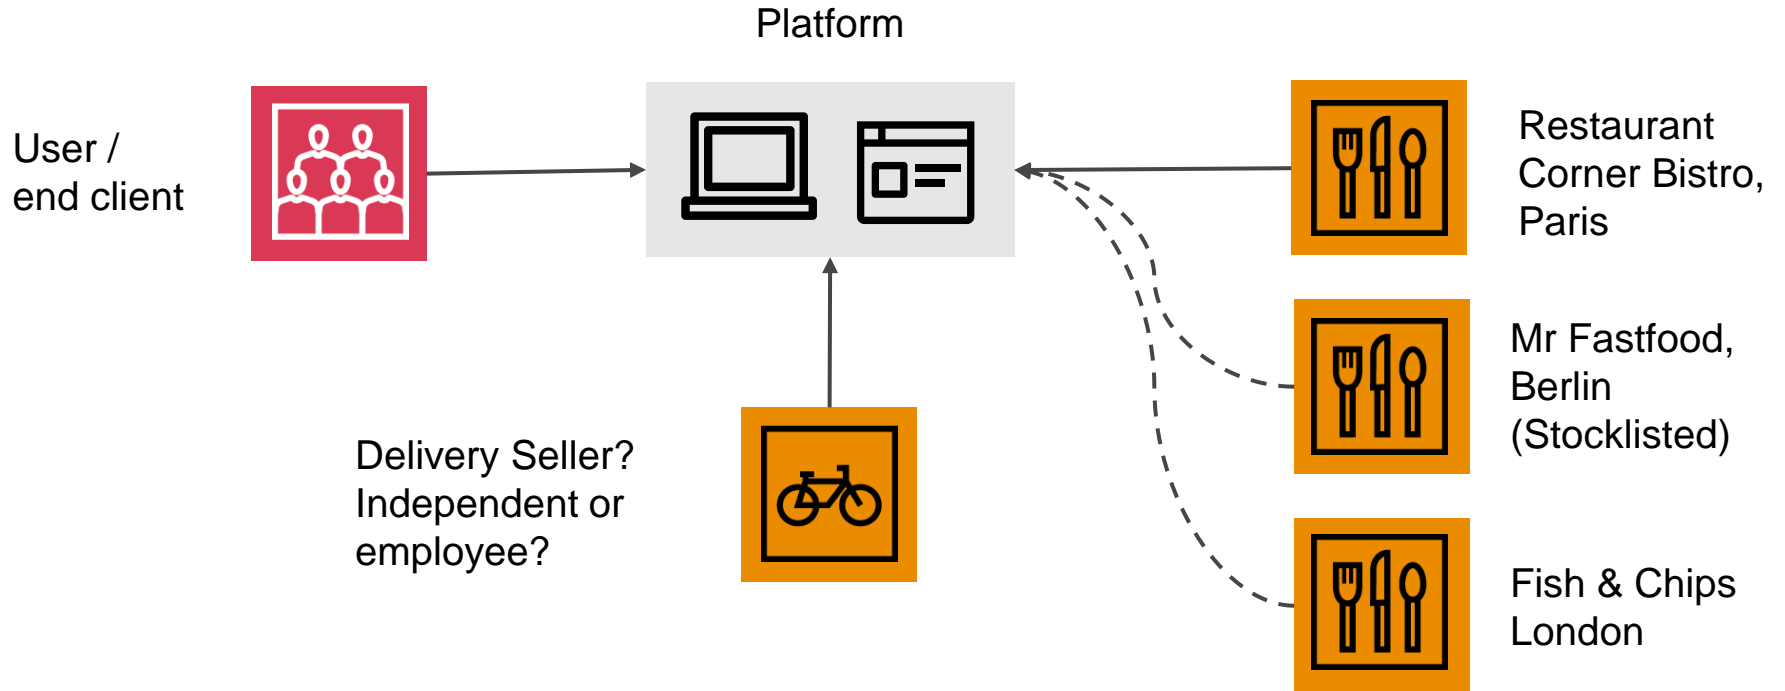 Platform
User /
end client
Restaurant
Corner Bistro,
Paris
Mr Fastfood,
Berlin
(Stocklisted)
Delivery Seller?
Independent or
employee?
Fish & Chips
London